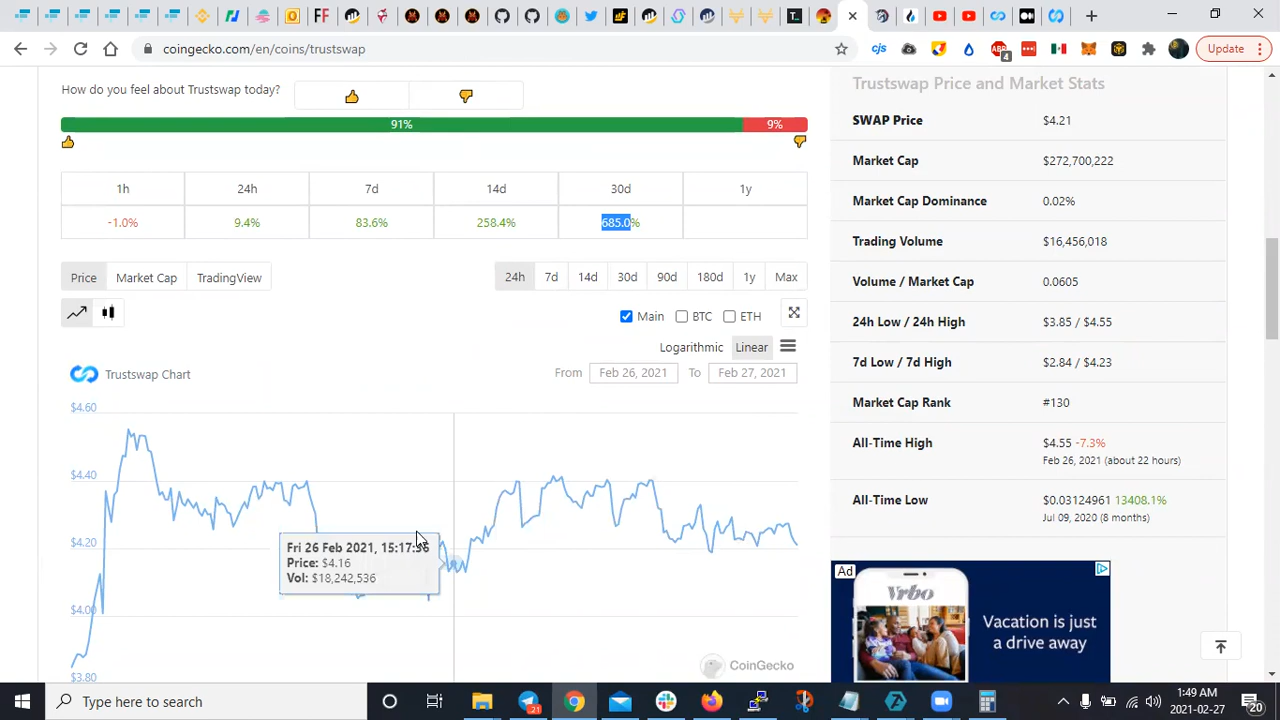 coingecko.com/en/coins/trustswap
4
Update
How do you feel about Trustswap today?
91%
9%
1h 24h 7d 14d 30d 1y
-1.0% 9.4% 83.6% 258.4% 685.0%
Price Market Cap TradingView
24h 7d 14d 30d 90d 180d 1y Max
Main BTC ETH
Logarithmic Linear
Trustswap Chart
From Feb 26, 2021 To Feb 27, 2021
$4.60
$4.40
$4.20
$4.00
$3.80
Fri 26 Feb 2021, 15:17:56
Price: $4.16
Vol: $18,242,536
CoinGecko
Trustswap Price and Market Stats
SWAP Price $4.21
Market Cap $272,700,222
Market Cap Dominance 0.02%
Trading Volume $16,456,018
Volume / Market Cap 0.0605
24h Low / 24h High $3.85 / $4.55
7d Low / 7d High $2.84 / $4.23
Market Cap Rank #130
All-Time High $4.55 -7.3%
Feb 26, 2021 (about 22 hours)
All-Time Low $0.03124961 13408.1%
Jul 09, 2020 (8 months)
Ad
Vrbo
Vacation is just
a drive away
Type here to search
21
1:49 AM
2021-02-27
20